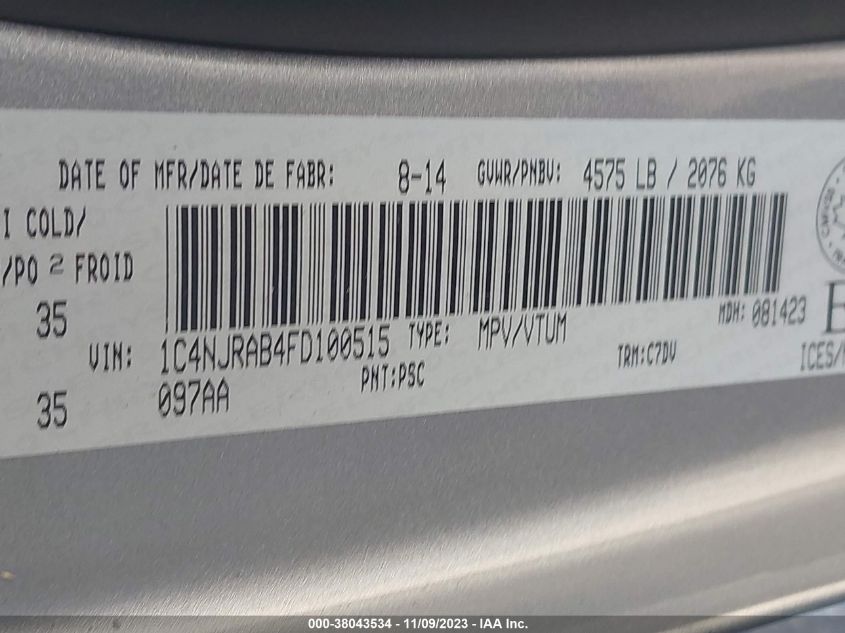 DATE OF MFR/DATE DE FABR: 8-14 GVWR/PNBV: 4575 LB / 2076 KG
I COLD/
/PO 2 FROID
35
VIN: 1C4NJRAB4FD100515 TYPE: MPV/VTUM MDH: 081423
35 097AA PNT:PSC TRM:C7DV ICES/
000-38043534 - 11/09/2023 - IAA Inc.